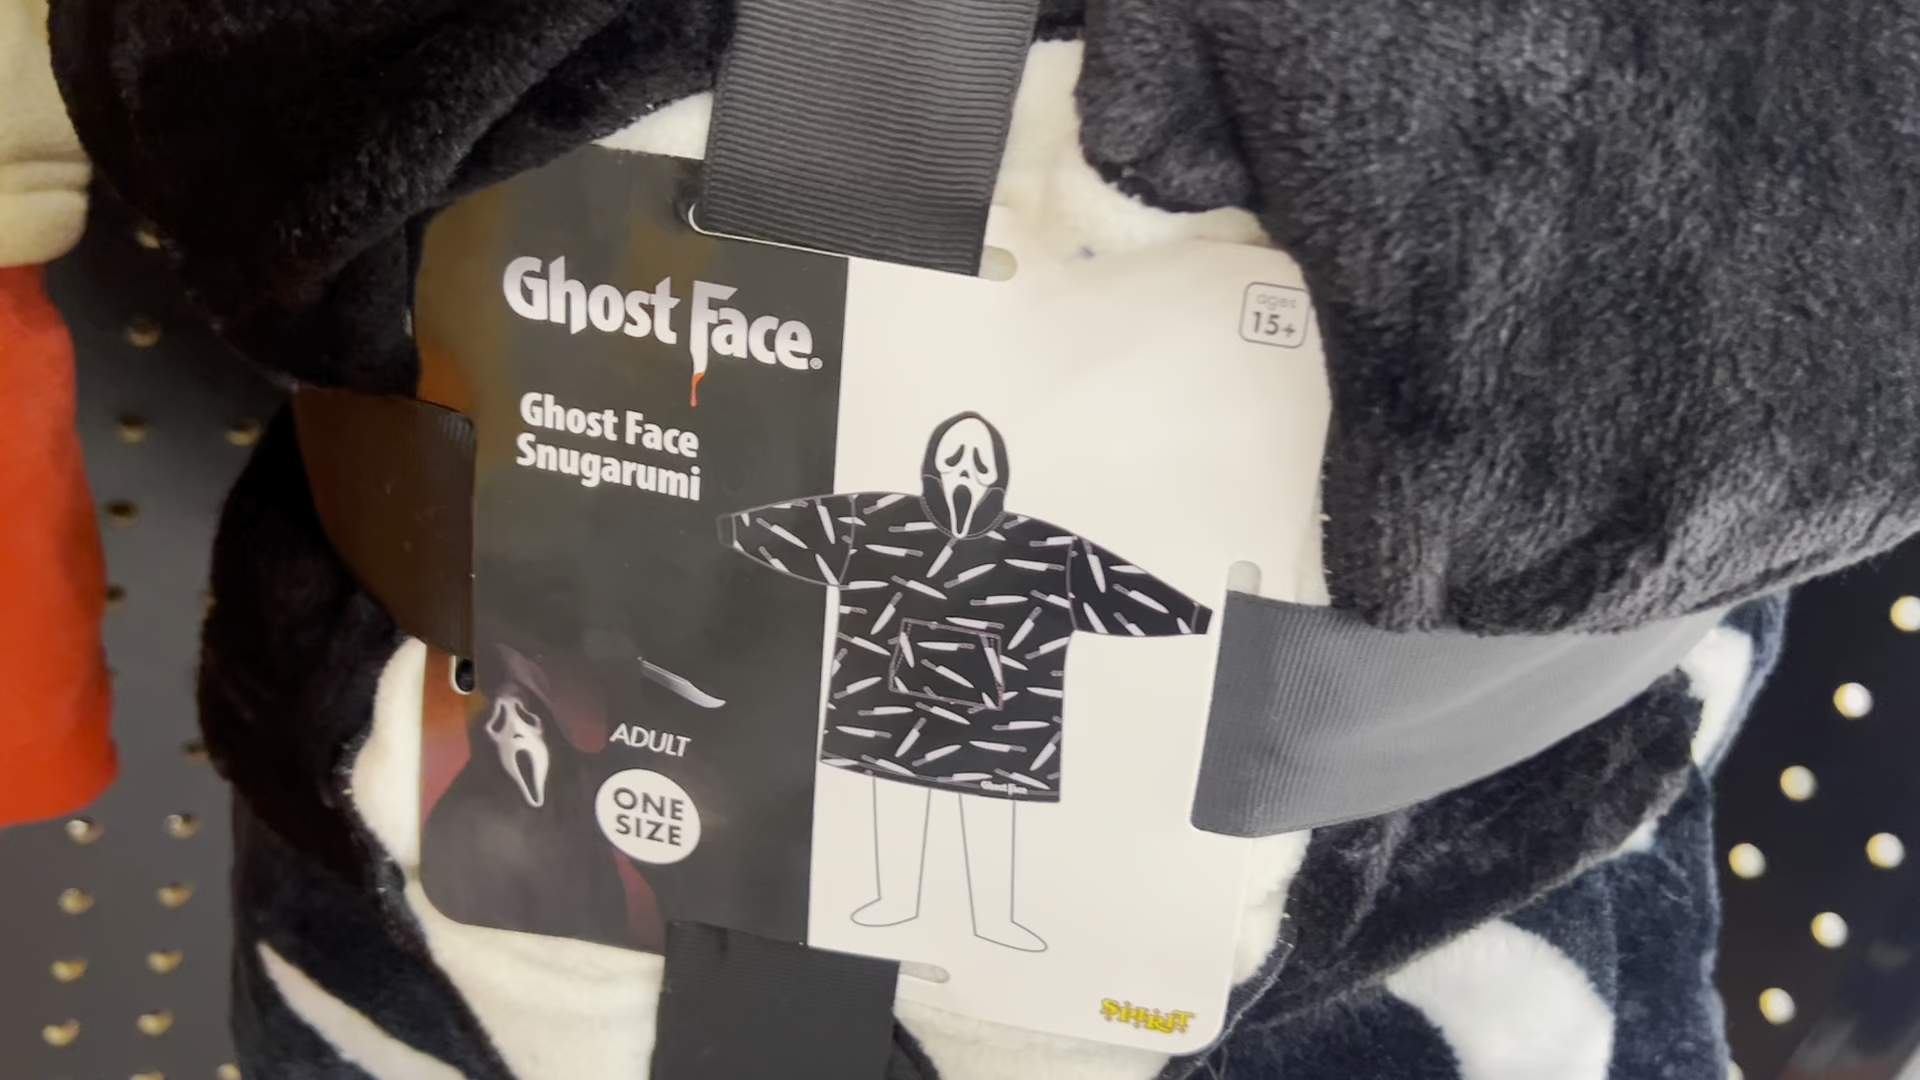 Ghost Face®
Ghost Face
Snugarumi
ADULT
ONE
SIZE
ages
15+
Ghost Face
SPIRIT